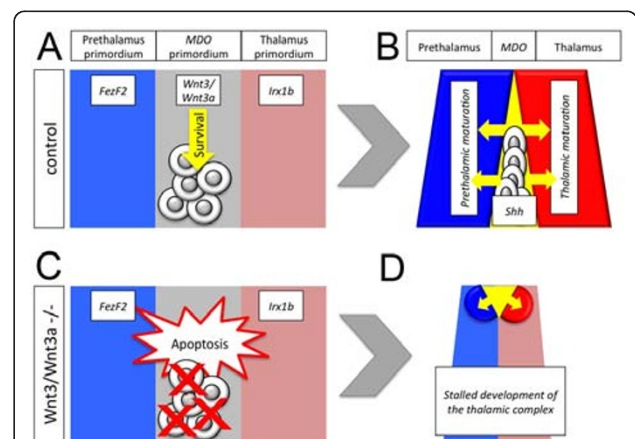 A
Prethalamus MDO Thalamus
primordium primordium primordium
B
Prethalamus MDO Thalamus
control
FezF2
Wnt3/
Wnt3a
Irx1b
Survival
Prethalamic maturation
Thalamic maturation
Shh
C
D
Wnt3/Wnt3a -/-
FezF2
Irx1b
Apoptosis
Stalled development of
the thalamic complex